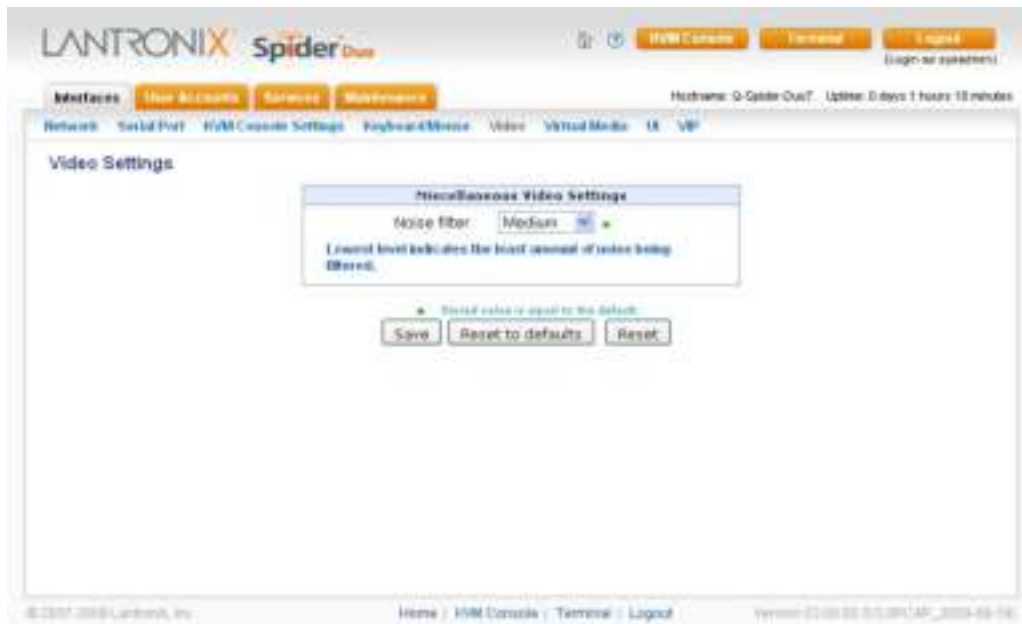 LANTRONIX Spider Duo
KVM Console Terminal Logout
(Login as sysadmin)
Interfaces User Accounts Services Maintenance
Hostname: Q-Spider-Duo7 Uptime: 0 days 1 hours 18 minutes
Network Serial Port KVM Console Settings Keyboard/Mouse Video Virtual Media UI VIP
Video Settings
Miscellaneous Video Settings
Noise filter Medium
Lowest level indicates the least amount of noise being
filtered.
Stored value is equal to the default.
Save Reset to defaults Reset
Lantronix, Inc.
Home | KVM Console | Terminal | Logout
Version